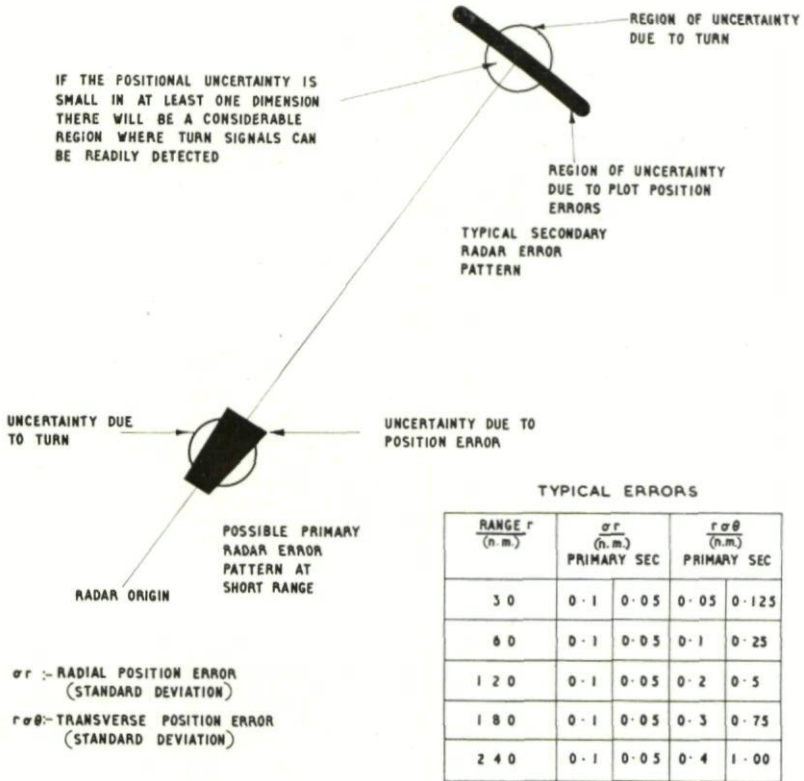 REGION OF UNCERTAINTY
DUE TO TURN
IF THE POSITIONAL UNCERTAINTY IS
SMALL IN AT LEAST ONE DIMENSION
THERE WILL BE A CONSIDERABLE
REGION WHERE TURN SIGNALS CAN
BE READILY DETECTED
REGION OF UNCERTAINTY
DUE TO PLOT POSITION
ERRORS
TYPICAL SECONDARY
RADAR ERROR
PATTERN
UNCERTAINTY DUE
TO TURN
UNCERTAINTY DUE TO
POSITION ERROR
POSSIBLE PRIMARY
RADAR ERROR
PATTERN AT
SHORT RANGE
RADAR ORIGIN
σr :- RADIAL POSITION ERROR
(STANDARD DEVIATION)
rσθ:- TRANSVERSE POSITION ERROR
(STANDARD DEVIATION)
TYPICAL ERRORS
RANGE r σr rσθ
(n.m.) (n.m.) (n.m.)
PRIMARY SEC PRIMARY SEC
30 0·1 0·05 0·05 0·125
60 0·1 0·05 0·1 0·25
120 0·1 0·05 0·2 0·5
180 0·1 0·05 0·3 0·75
240 0·1 0·05 0·4 1·00